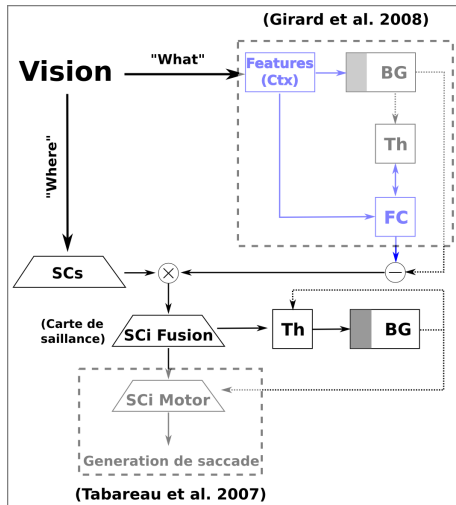 (Girard et al. 2008)
Vision
"What"
Features
(Ctx)
BG
Th
"Where"
FC
SCs
×
−
(Carte de
saillance)
SCi Fusion
Th
BG
SCi Motor
Generation de saccade
(Tabareau et al. 2007)